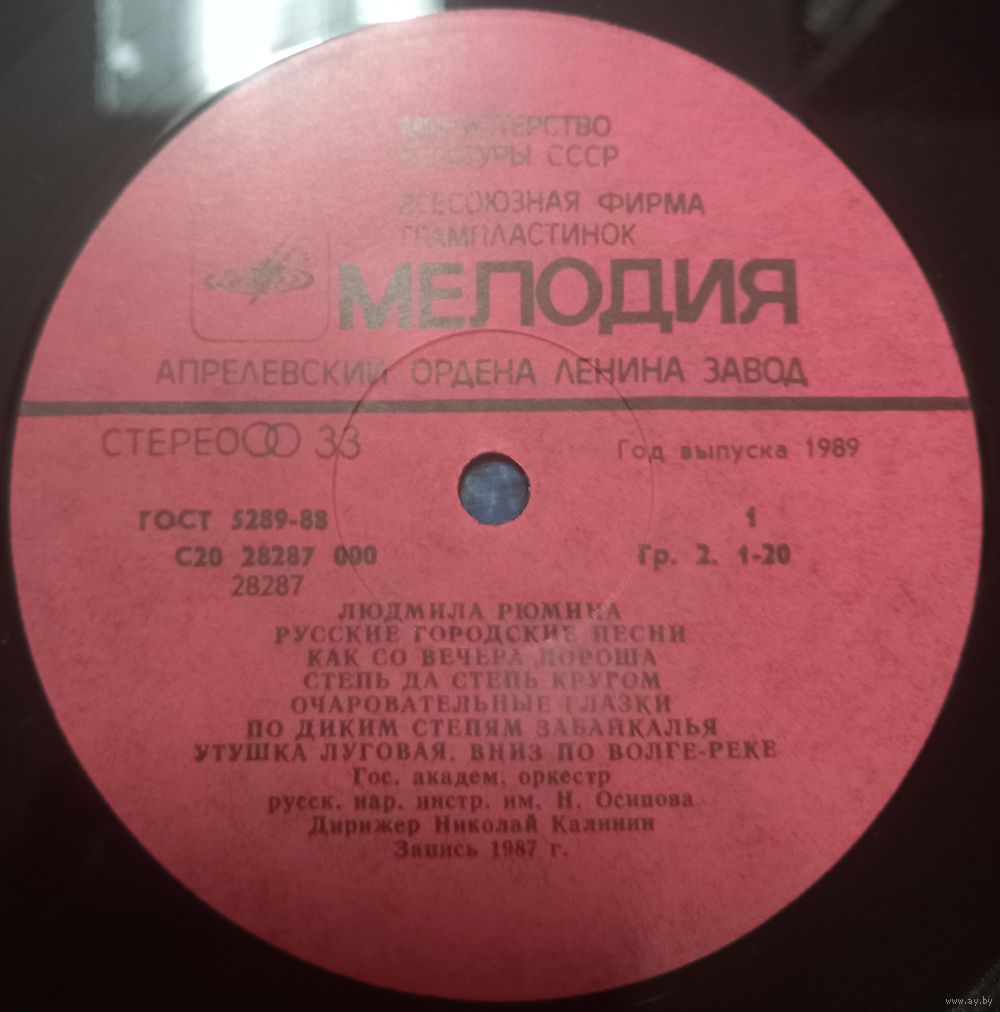 МИНИСТЕРСТВО
КУЛЬТУРЫ СССР
ВСЕСОЮЗНАЯ ФИРМА
ГРАМПЛАСТИНОК
МЕЛОДИЯ
АПРЕЛЕВСКИЙ ОРДЕНА ЛЕНИНА ЗАВОД
СТЕРЕО 33
Год выпуска 1989
ГОСТ 5289-88
1
С20 28287 000
Гр. 2. 1-20
28287
ЛЮДМИЛА РЮМИНА
РУССКИЕ ГОРОДСКИЕ ПЕСНИ
КАК СО ВЕЧЕРА ПОРОША
СТЕПЬ ДА СТЕПЬ КРУГОМ
ОЧАРОВАТЕЛЬНЫЕ ГЛАЗКИ
ПО ДИКИМ СТЕПЯМ ЗАБАЙКАЛЬЯ
УТУШКА ЛУГОВАЯ. ВНИЗ ПО ВОЛГЕ-РЕКЕ
Гос. академ. оркестр
русск. нар. инстр. им. Н. Осипова
Дирижер Николай Калинин
Запись 1987 г.
www.ay.by